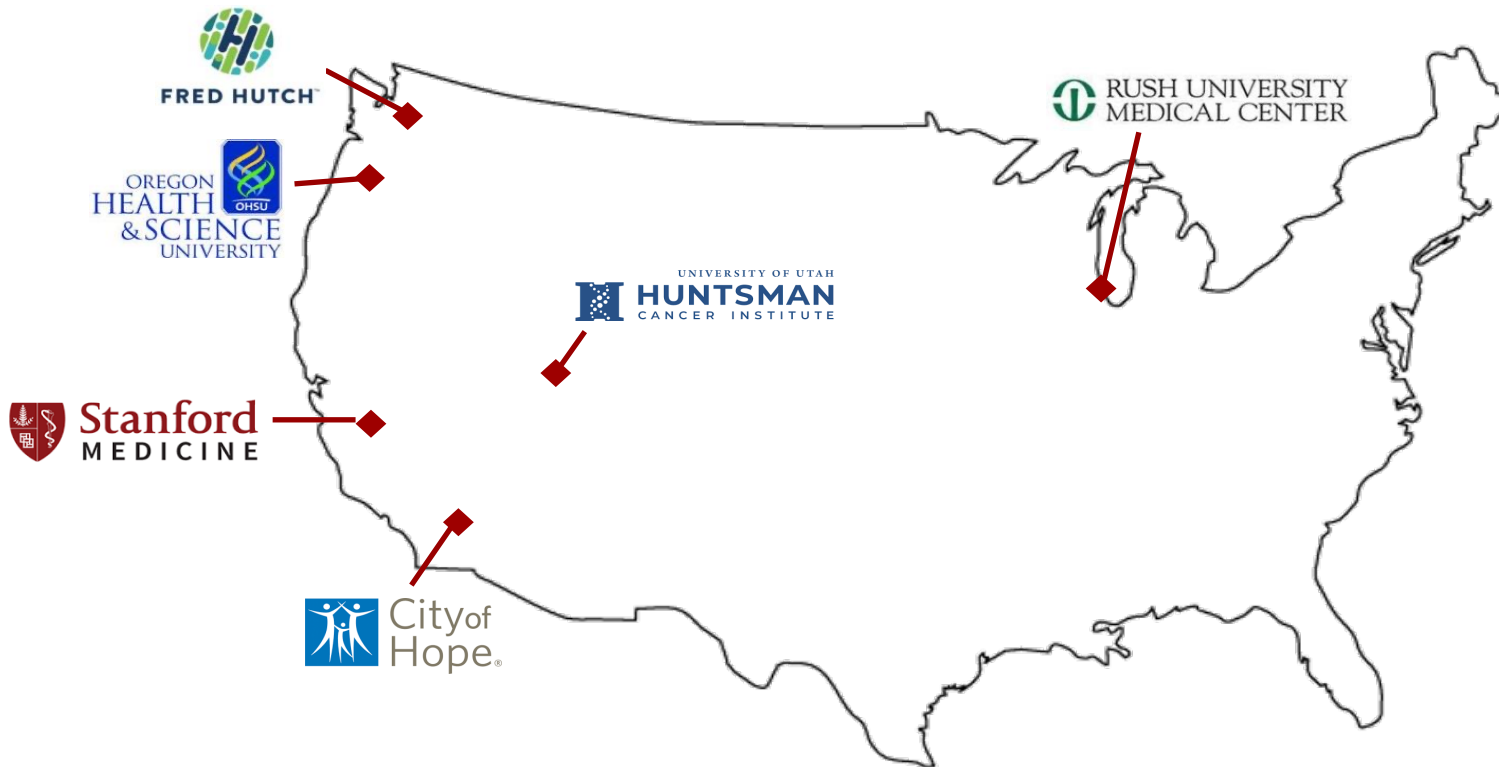 FRED HUTCH™
OREGON
HEALTH
& SCIENCE
UNIVERSITY
OHSU
RUSH UNIVERSITY
MEDICAL CENTER
UNIVERSITY OF UTAH
HUNTSMAN
CANCER INSTITUTE
Stanford
MEDICINE
City of
Hope®